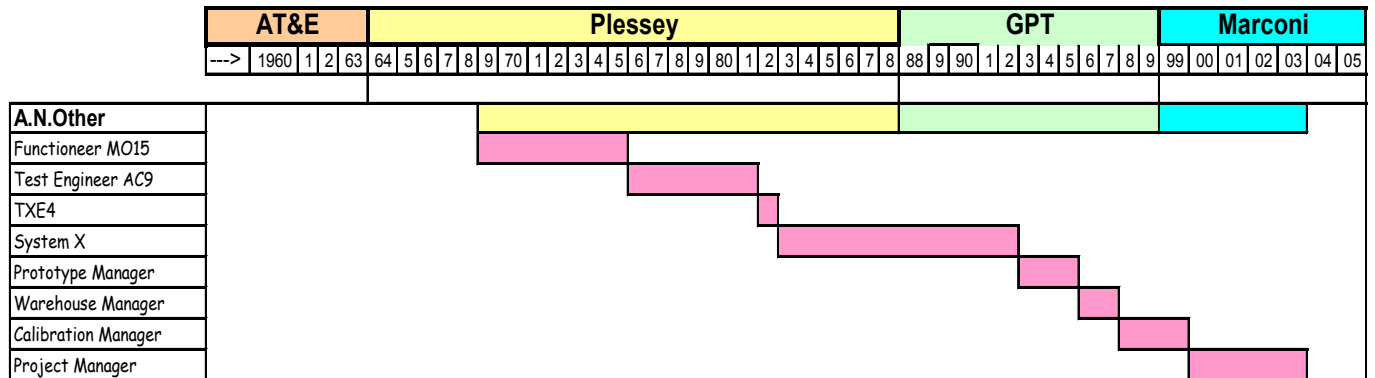 AT&E Plessey GPT Marconi
---> 1960 1 2 63 64 5 6 7 8 9 70 1 2 3 4 5 6 7 8 9 80 1 2 3 4 5 6 7 8 88 9 90 1 2 3 4 5 6 7 8 9 99 00 01 02 03 04 05
A.N.Other
Functioneer MO15
Test Engineer AC9
TXE4
System X
Prototype Manager
Warehouse Manager
Calibration Manager
Project Manager